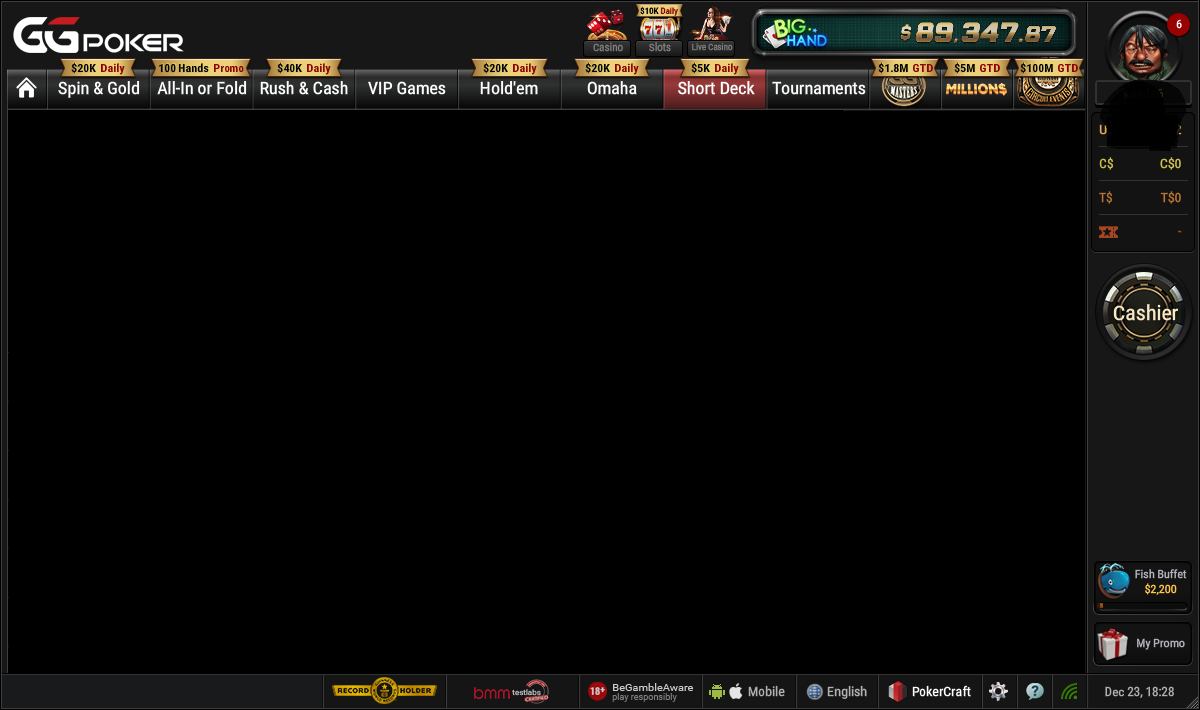 GGPOKER
Casino
$10K Daily
Slots
Live Casino
BIG HAND
$ 89,347.87
6
$20K Daily
Spin & Gold
100 Hands Promo
All-In or Fold
$40K Daily
Rush & Cash
VIP Games
$20K Daily
Hold'em
$20K Daily
Omaha
$5K Daily
Short Deck
Tournaments
$1.8M GTD
MASTERS
$5M GTD
MILLION$
$100M GTD
CIRCUIT EVENTS
C$ C$0
T$ T$0
-
Cashier
Fish Buffet
$2,200
My Promo
RECORD HOLDER
bmm testlabs
18+ BeGambleAware
play responsibly
Mobile
English
PokerCraft
?
Dec 23, 18:28